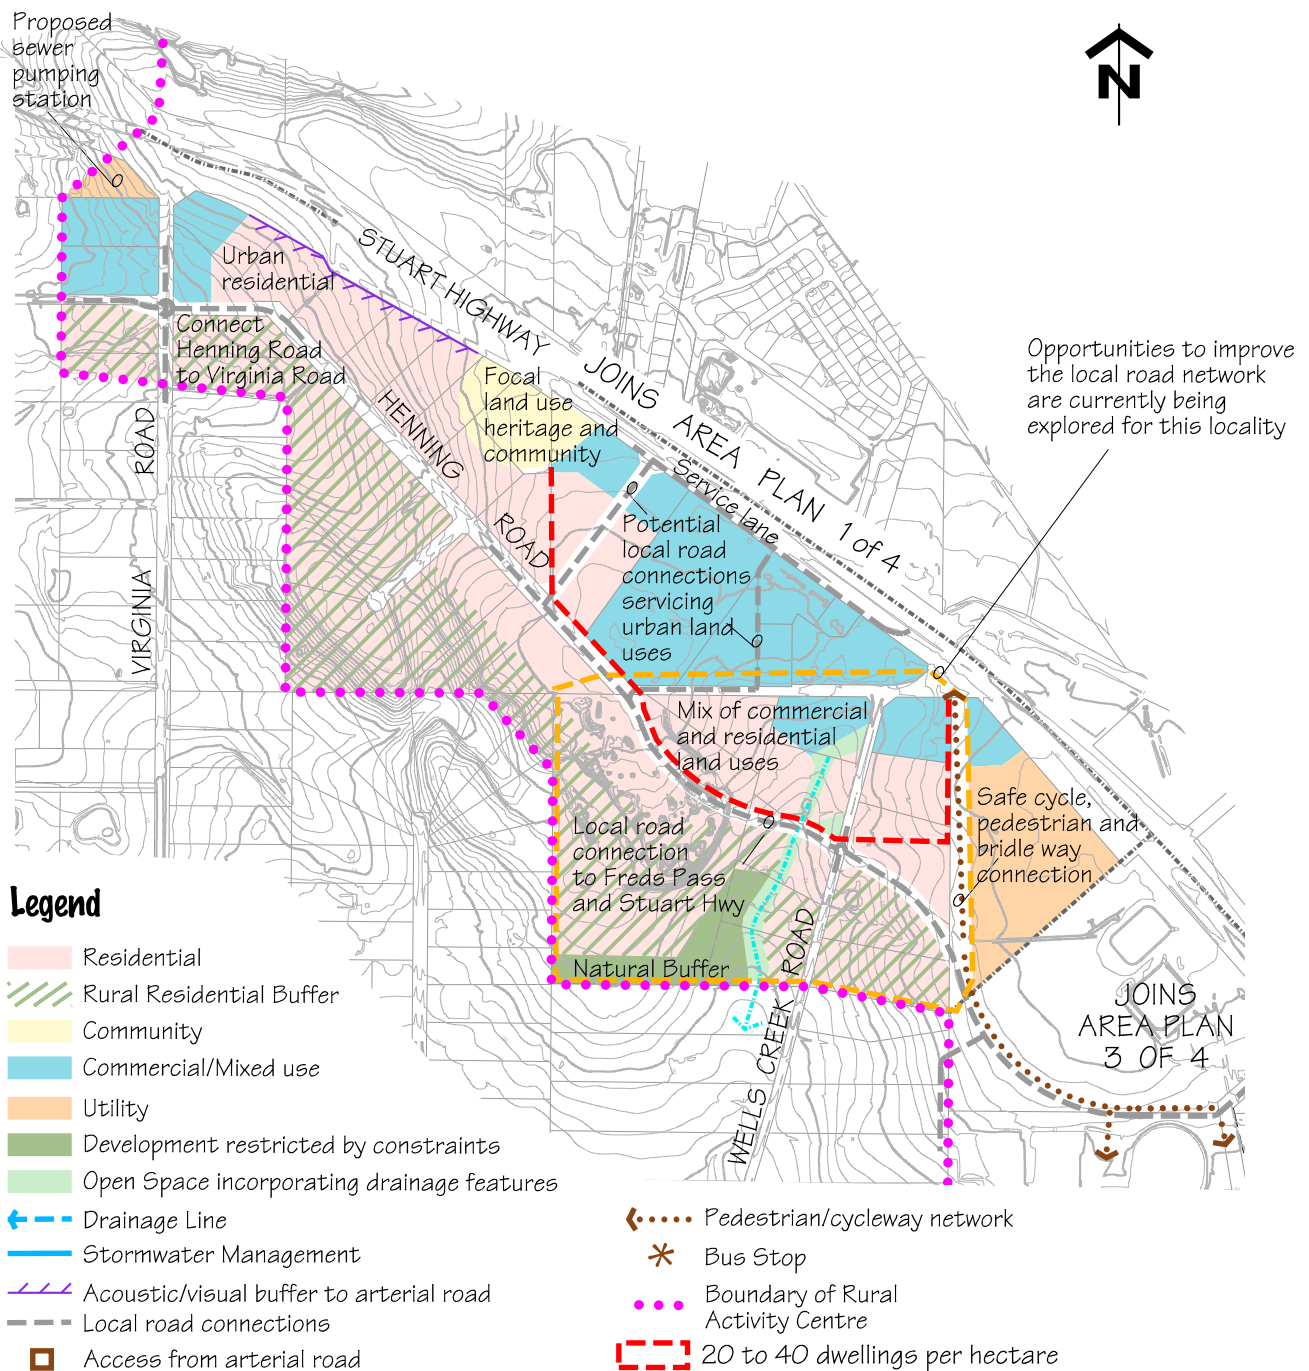 Proposed
sewer
pumping
station
N
STUART HIGHWAY
Urban
residential
Connect
Henning Road
to Virginia Road
JOINS AREA PLAN 1 of 4
Opportunities to improve
the local road network
are currently being
explored for this locality
Focal
land use
heritage and
community
HENNING
ROAD
VIRGINIA
ROAD
Service lane
Potential
local road
connections
servicing
urban land
uses
Mix of commercial
and residential
land uses
Safe cycle,
pedestrian and
bridle way
connection
Local road
connection
to Freds Pass
and Stuart Hwy
Natural Buffer
WELLS CREEK ROAD
JOINS
AREA PLAN
3 OF 4
Legend
Residential
Rural Residential Buffer
Community
Commercial/Mixed use
Utility
Development restricted by constraints
Open Space incorporating drainage features
Drainage Line
Stormwater Management
Acoustic/visual buffer to arterial road
Local road connections
Access from arterial road
Pedestrian/cycleway network
Bus Stop
Boundary of Rural
Activity Centre
20 to 40 dwellings per hectare